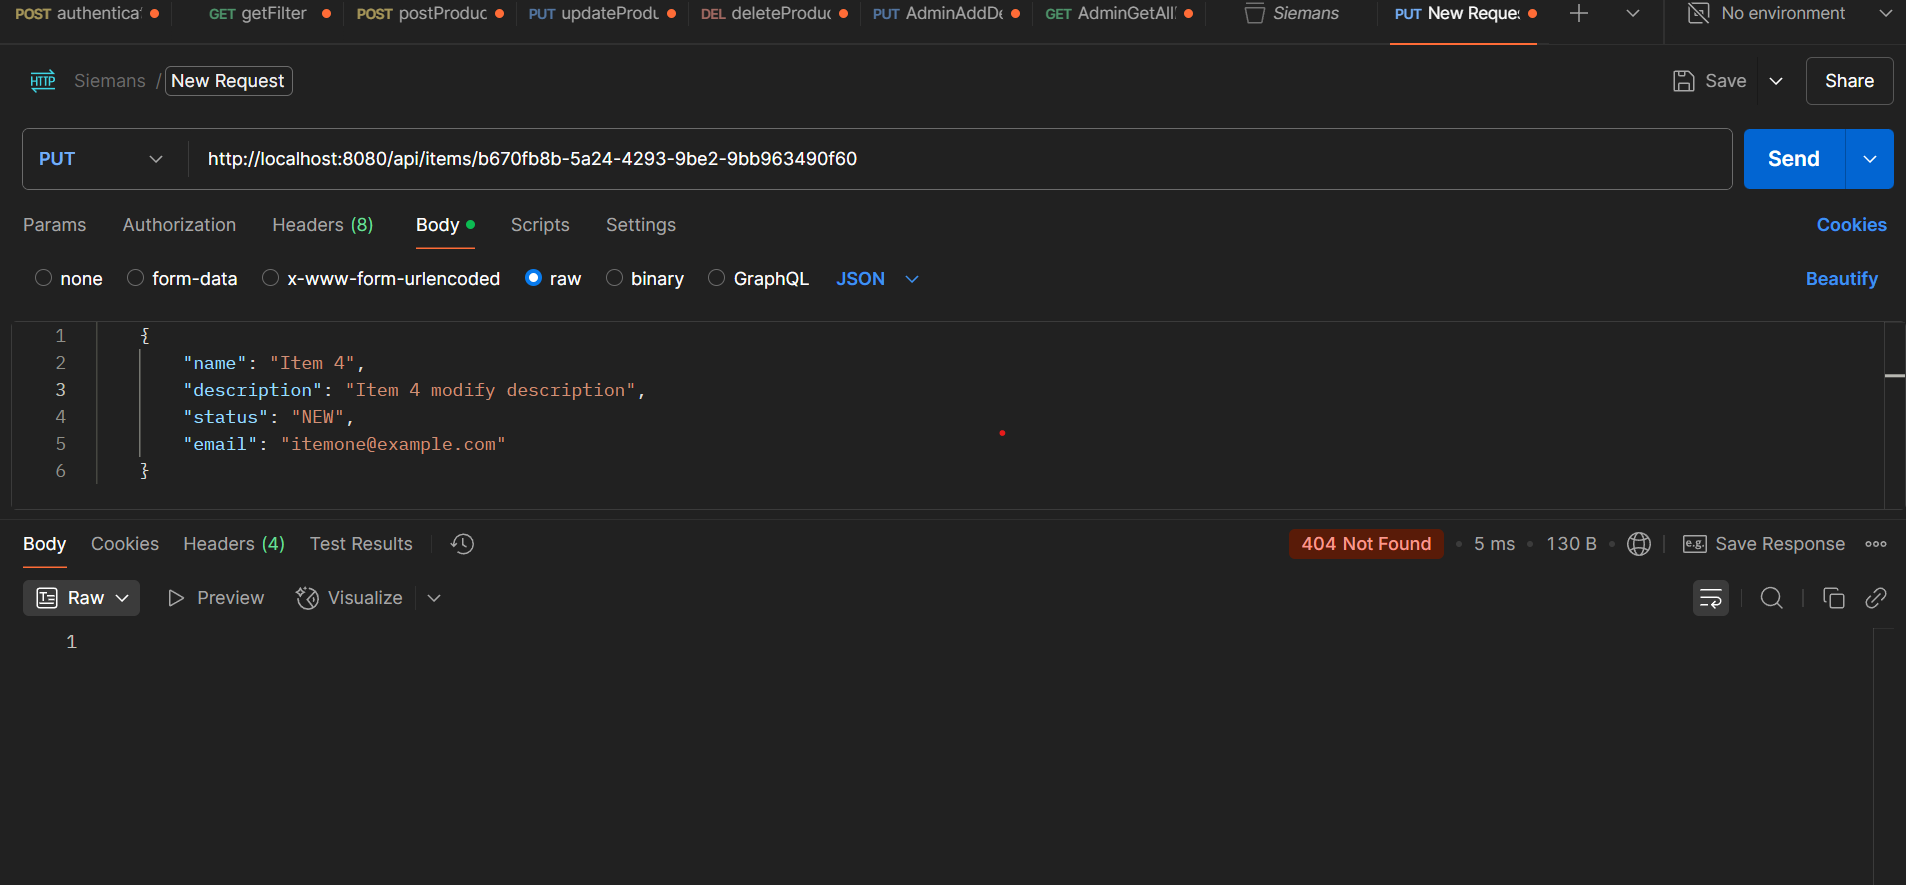 POST authentica
GET getFilter
POST postProduc
PUT updateProdu
DEL deleteProduc
PUT AdminAddDe
GET AdminGetAll
Siemans
PUT New Reques
No environment
HTTP Siemans / New Request
Save
Share
PUT http://localhost:8080/api/items/b670fb8b-5a24-4293-9be2-9bb963490f60
Send
Params Authorization Headers (8) Body Scripts Settings
Cookies
none form-data x-www-form-urlencoded raw binary GraphQL JSON
Beautify
1 {
2 "name": "Item 4",
3 "description": "Item 4 modify description",
4 "status": "NEW",
5 "email": "itemone@example.com"
6 }
Body Cookies Headers (4) Test Results
404 Not Found • 5 ms • 130 B •
e.g. Save Response
Raw Preview Visualize
1